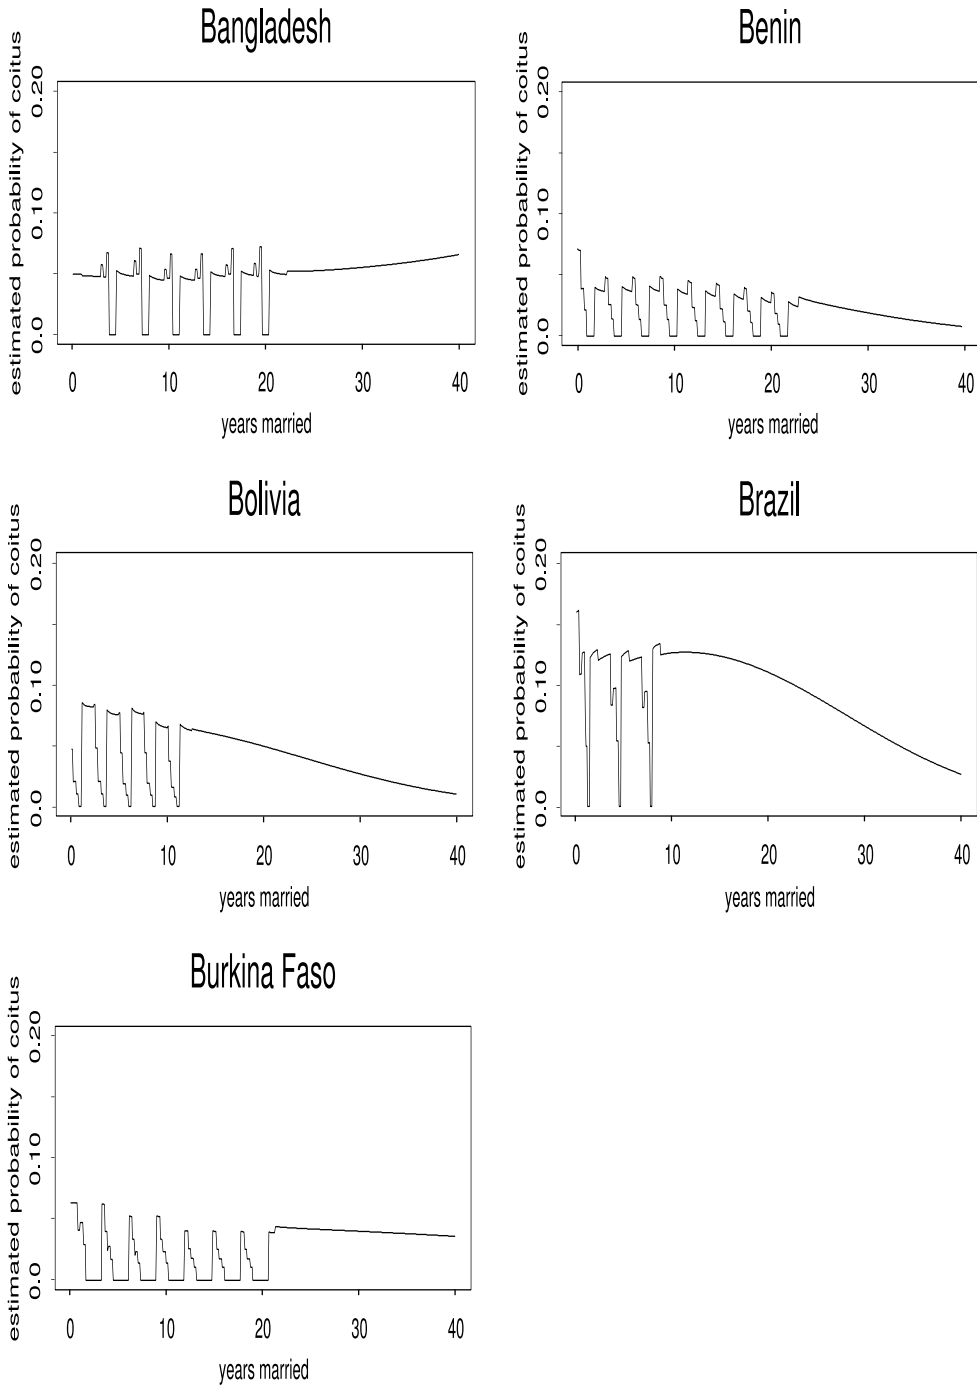 Bangladesh
estimated probability of coitus
0.0 0.10 0.20
0 10 20 30 40
years married
Benin
estimated probability of coitus
0.0 0.10 0.20
0 10 20 30 40
years married
Bolivia
estimated probability of coitus
0.0 0.10 0.20
0 10 20 30 40
years married
Brazil
estimated probability of coitus
0.0 0.10 0.20
0 10 20 30 40
years married
Burkina Faso
estimated probability of coitus
0.0 0.10 0.20
0 10 20 30 40
years married